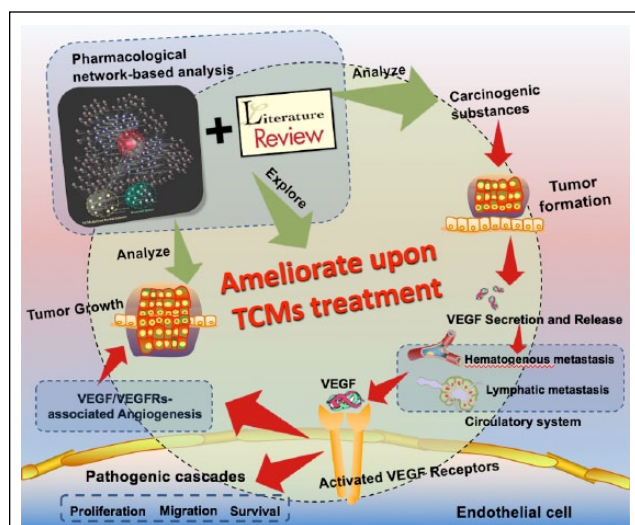 Pharmacological
network-based analysis
Literature
Review
Analyze
Explore
Analyze
Carcinogenic
substances
Tumor
formation
Ameliorate upon
TCMs treatment
Tumor Growth
VEGF Secretion and Release
Hematogenous metastasis
Lymphatic metastasis
Circulatory system
VEGF/VEGFRs-
associated Angiogenesis
VEGF
Activated VEGF Receptors
Pathogenic cascades
Proliferation Migration Survival
Endothelial cell